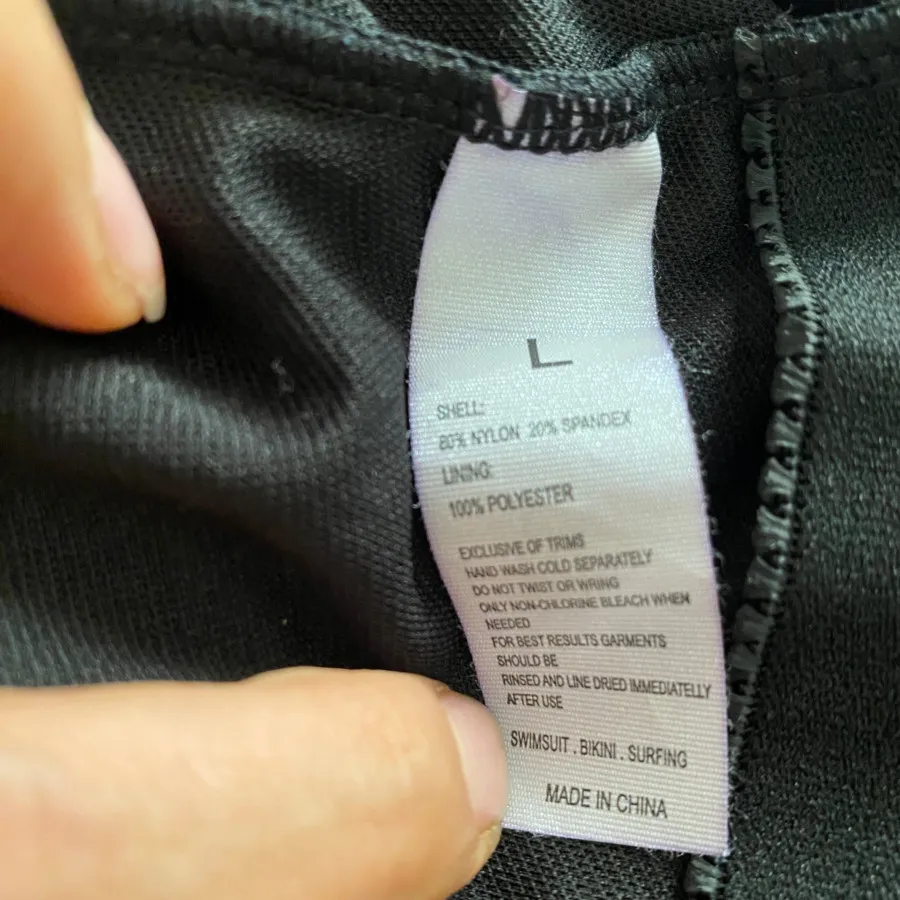 L
SHELL:
80% NYLON 20% SPANDEX
LINING:
100% POLYESTER
EXCLUSIVE OF TRIMS
HAND WASH COLD SEPARATELY
DO NOT TWIST OR WRING
ONLY NON-CHLORINE BLEACH WHEN
NEEDED
FOR BEST RESULTS GARMENTS
SHOULD BE
RINSED AND LINE DRIED IMMEDIATELLY
AFTER USE
SWIMSUIT . BIKINI . SURFING
MADE IN CHINA